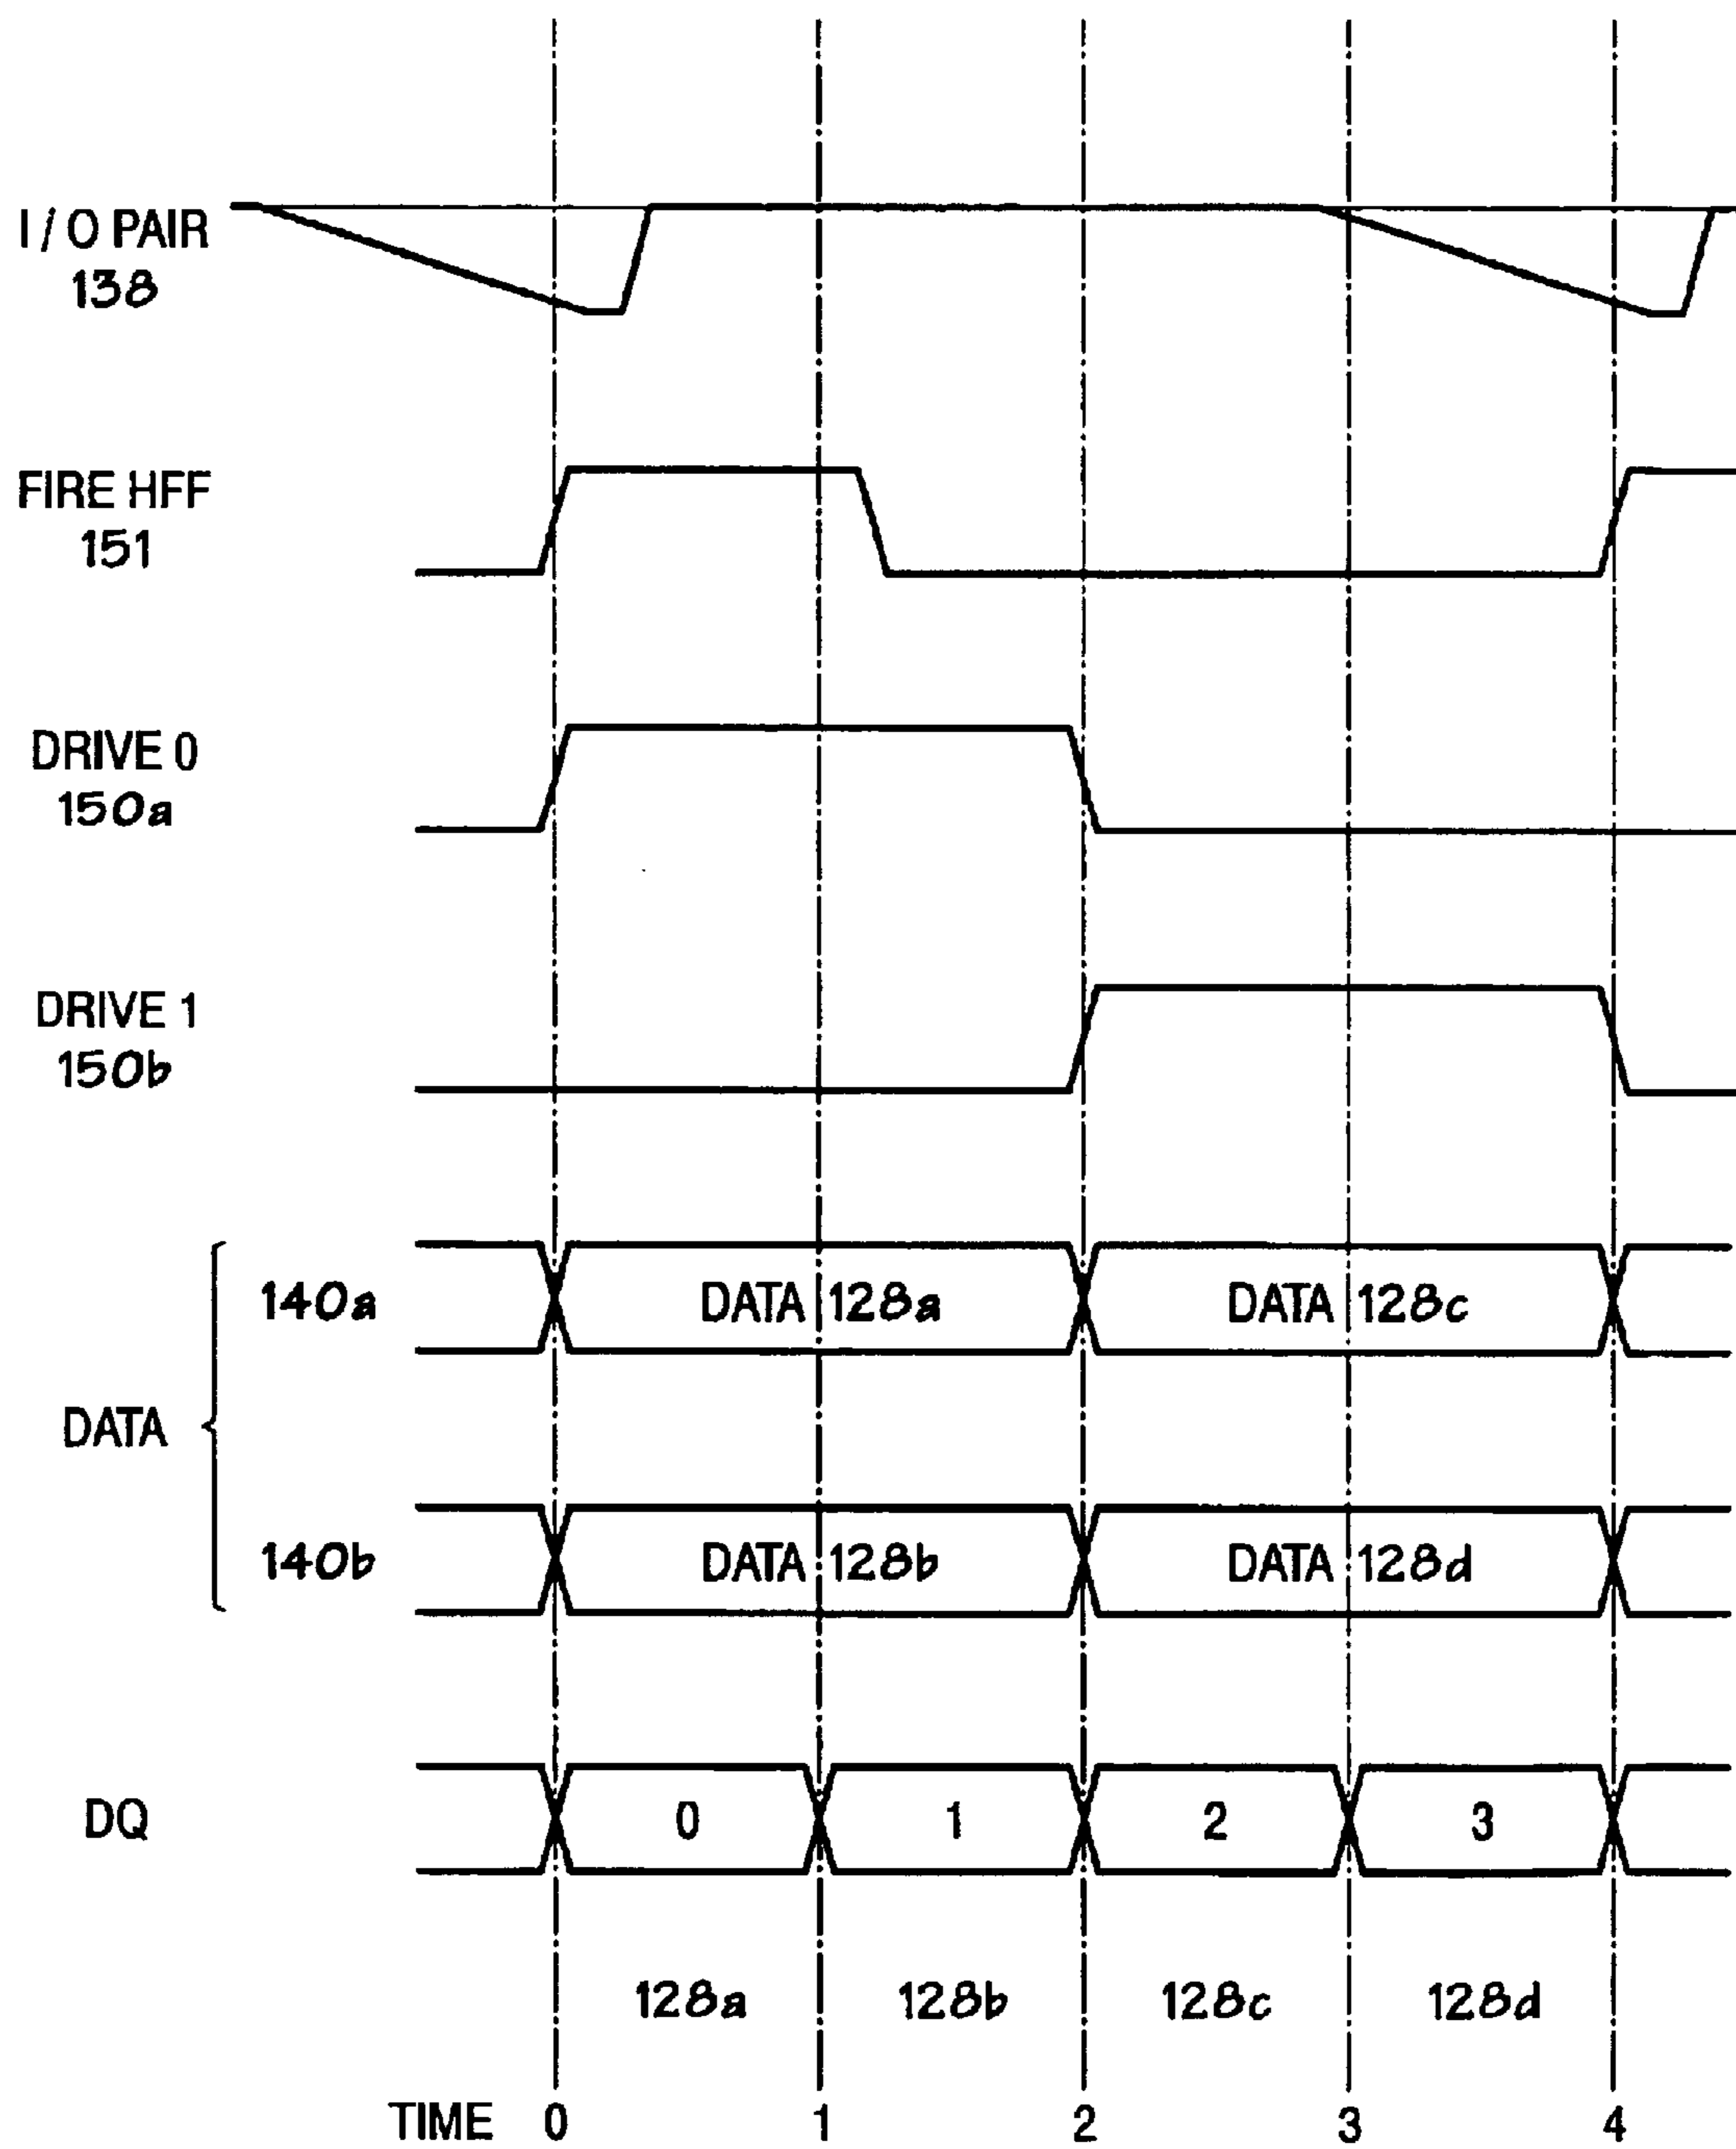 I / O PAIR
138
FIRE HFF
151
DRIVE 0
150a
DRIVE 1
150b
DATA
140a DATA 128a DATA 128c
140b DATA 128b DATA 128d
DQ 0 1 2 3
128a 128b 128c 128d
TIME 0 1 2 3 4